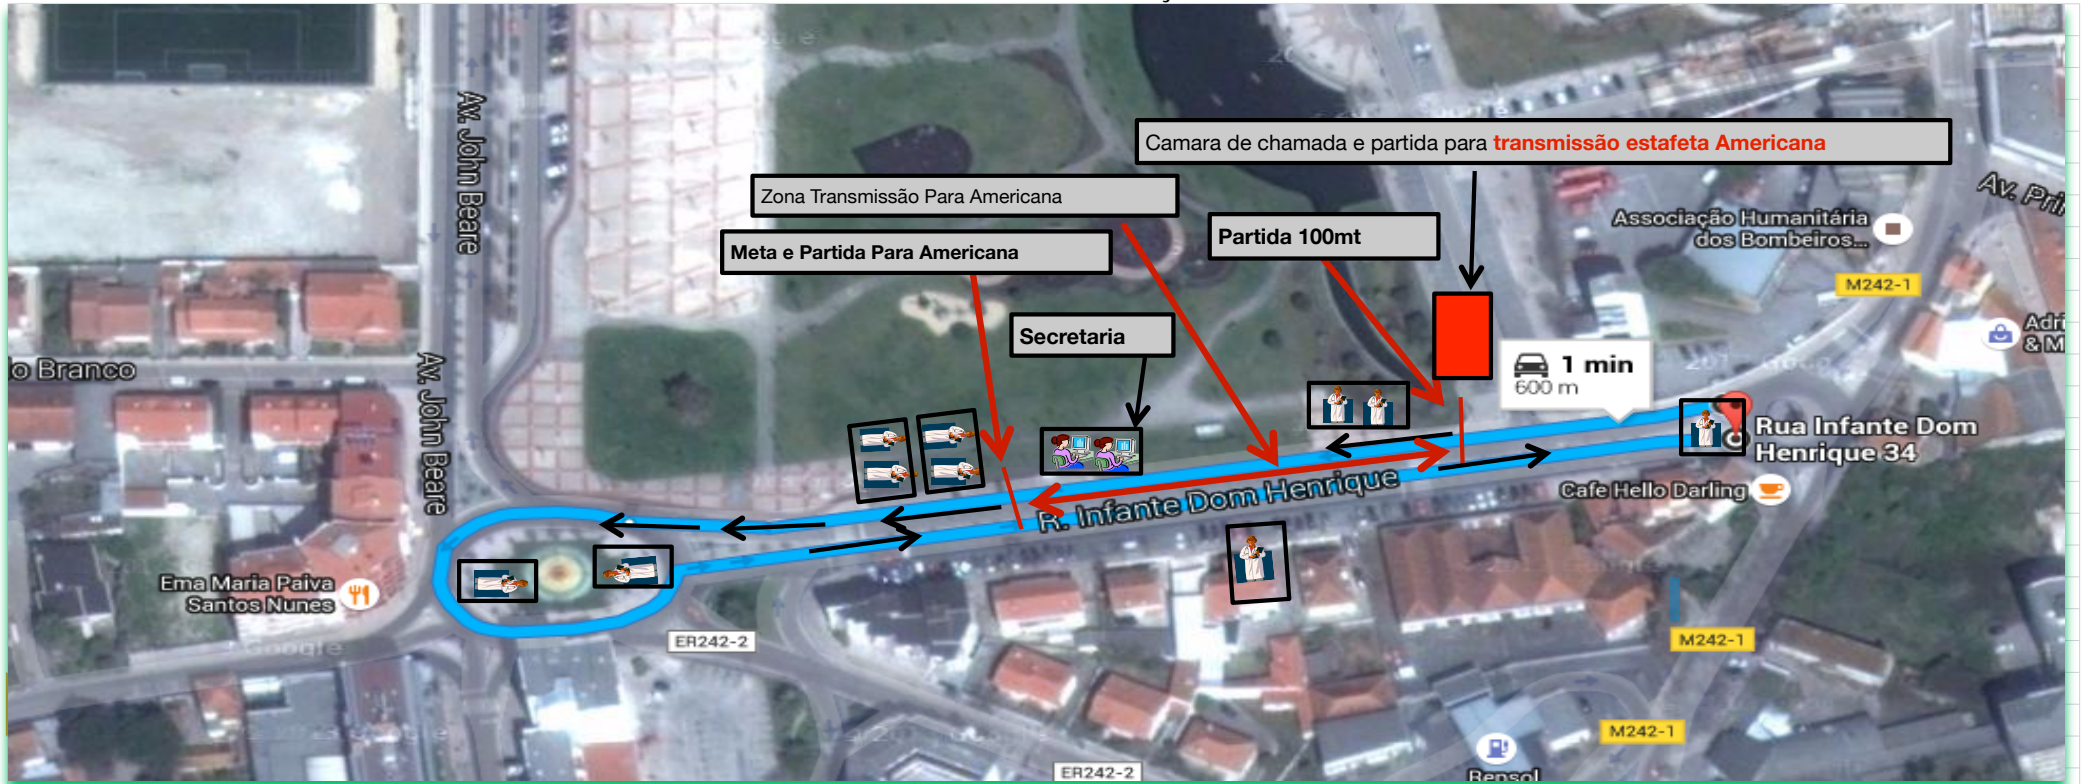 Camara de chamada e partida para transmissão estafeta Americana
Zona Transmissão Para Americana
Meta e Partida Para Americana
Partida 100mt
Secretaria
Av. John Beare
Av. John Beare
Associação Humanitária
dos Bombeiros...
M242-1
1 min
600 m
Rua Infante Dom
Henrique 34
Cafe Hello Darling
R. Infante Dom Henrique
o Branco
Ema Maria Paiva
Santos Nunes
Google
ER242-2
M242-1
M242-1
ER242-2
Repsol